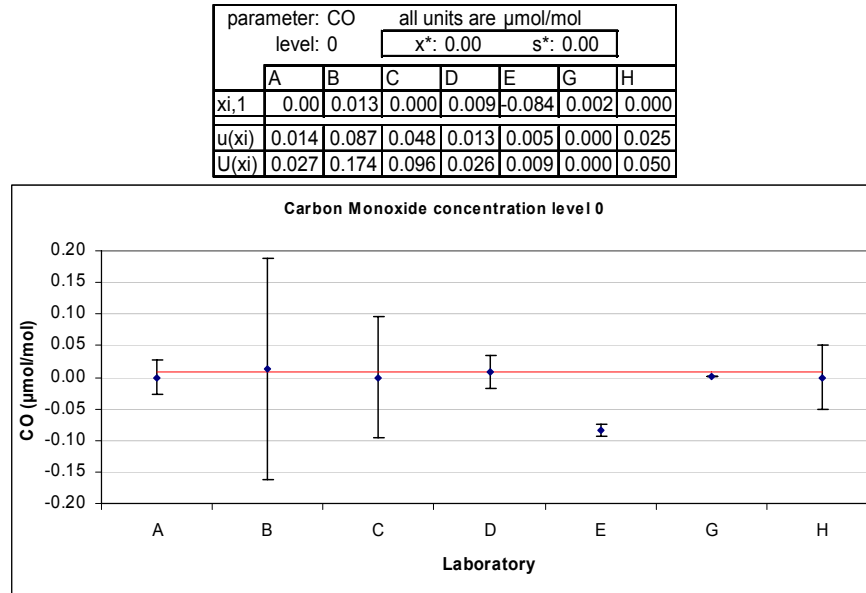 parameter: CO all units are µmol/mol
level: 0 x*: 0.00 s*: 0.00
A B C D E G H
xi,1 0.00 0.013 0.000 0.009 -0.084 0.002 0.000
u(xi) 0.014 0.087 0.048 0.013 0.005 0.000 0.025
U(xi) 0.027 0.174 0.096 0.026 0.009 0.000 0.050
Carbon Monoxide concentration level 0
0.20
0.15
0.10
0.05
0.00
-0.05
-0.10
-0.15
-0.20
CO (µmol/mol)
A B C D E G H
Laboratory